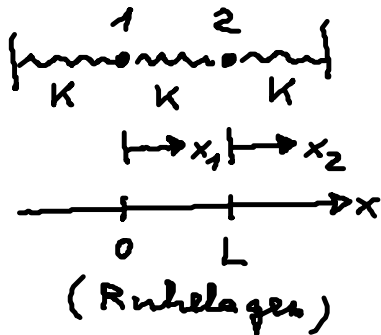 1 2
K K K
x₁ x₂
x
0 L
(Ruhelagen)